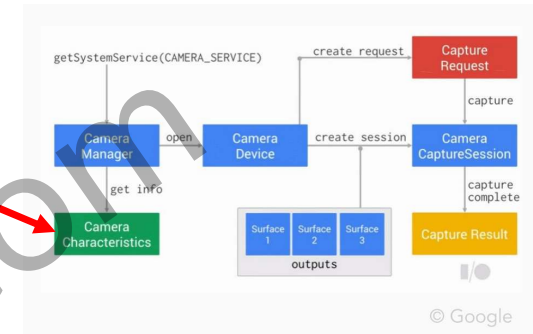 getSystemService(CAMERA_SERVICE)
create request
Capture
Request
capture
Camera
Manager
open
Camera
Device
create session
Camera
CaptureSession
get info
capture
complete
Camera
Characteristics
Surface
1
Surface
2
Surface
3
outputs
Capture Result
I/O
© Google